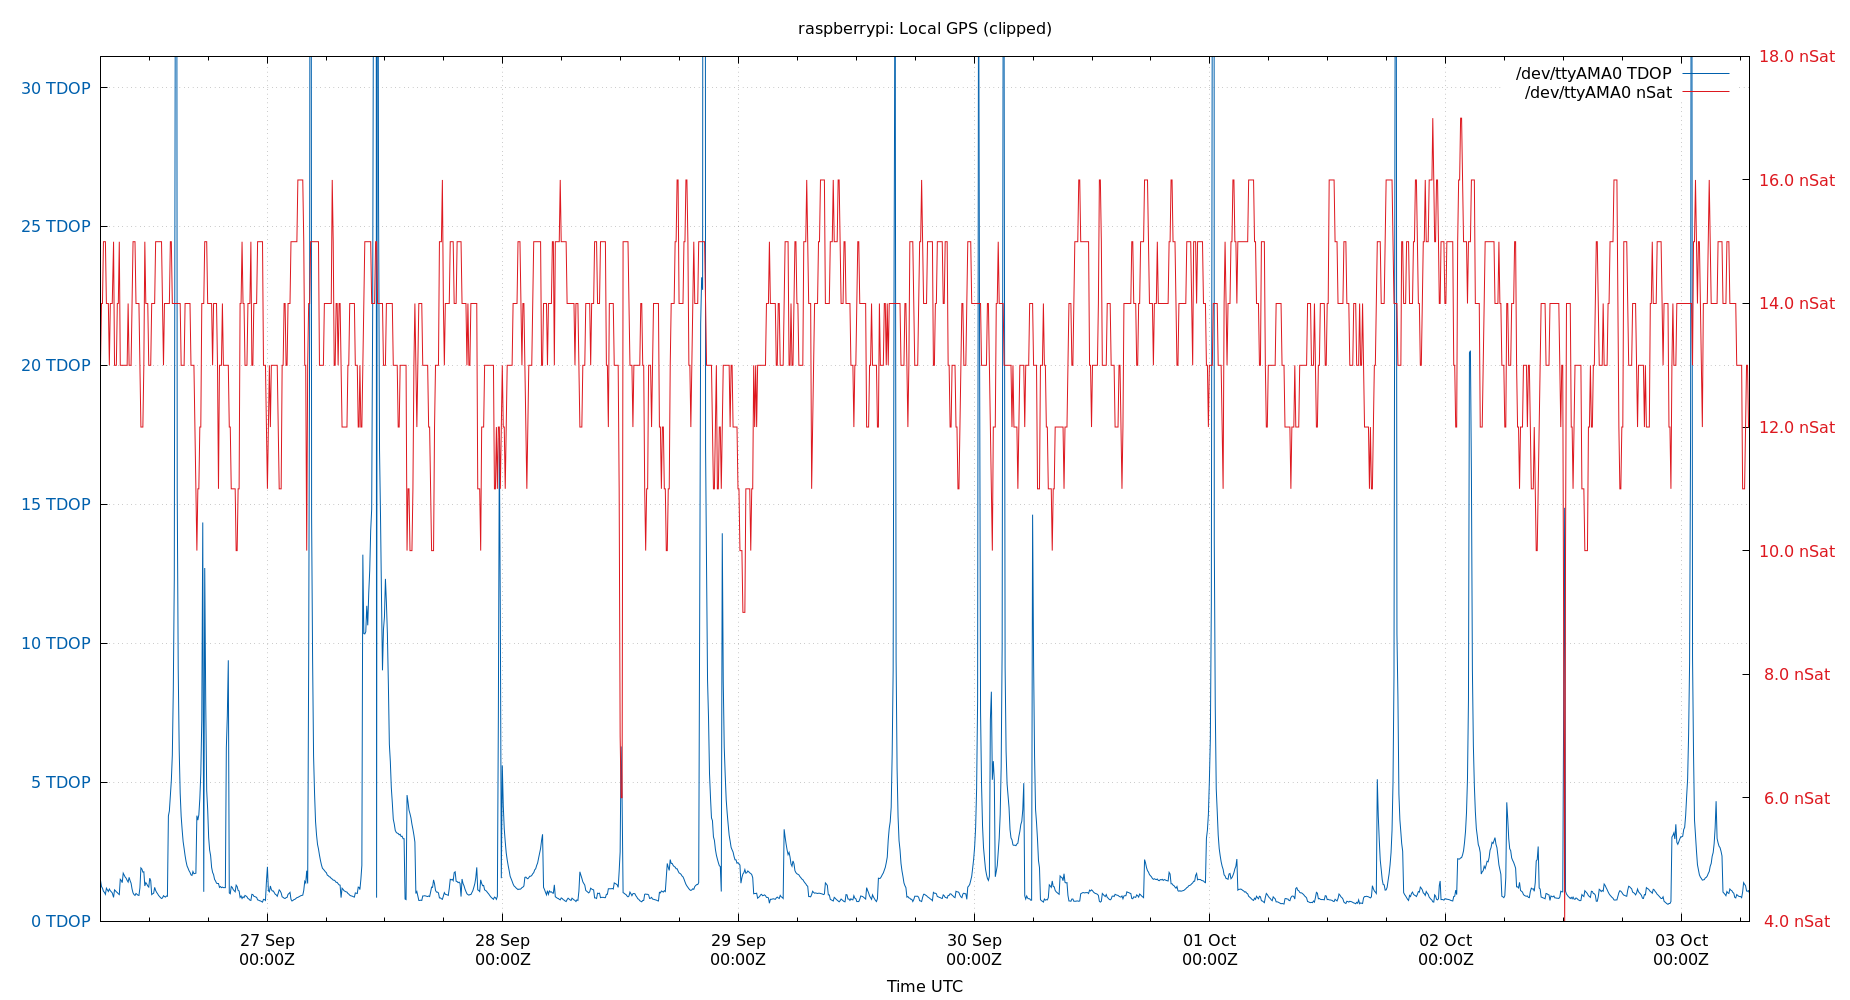 raspberrypi: Local GPS (clipped)
30 TDOP
25 TDOP
20 TDOP
15 TDOP
10 TDOP
5 TDOP
0 TDOP
18.0 nSat
16.0 nSat
14.0 nSat
12.0 nSat
10.0 nSat
8.0 nSat
6.0 nSat
4.0 nSat
/dev/ttyAMA0 TDOP
/dev/ttyAMA0 nSat
27 Sep
00:00Z
28 Sep
00:00Z
29 Sep
00:00Z
30 Sep
00:00Z
01 Oct
00:00Z
02 Oct
00:00Z
03 Oct
00:00Z
Time UTC